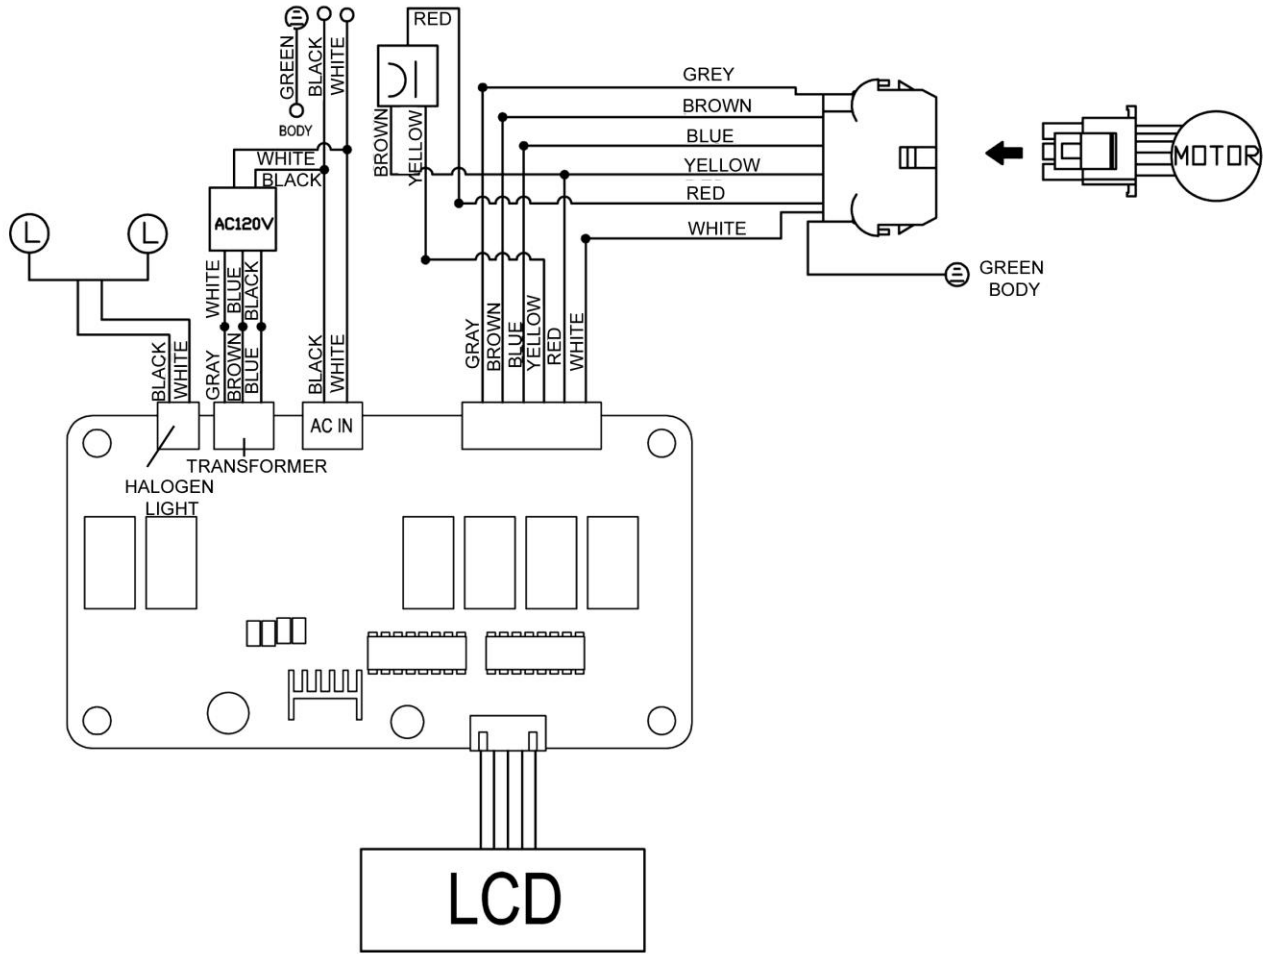 RED
GREEN
BLACK
WHITE
GREY
BROWN
BODY
BROWN
YELLOW
BLUE
WHITE
BLACK
YELLOW
RED
MOTOR
AC120V
WHITE
L
L
WHITE
BLUE
BLACK
GREEN
BODY
GRAY
BROWN
BLUE
YELLOW
RED
WHITE
BLACK
WHITE
GRAY
BROWN
BLUE
BLACK
WHITE
AC IN
TRANSFORMER
HALOGEN
LIGHT
LCD